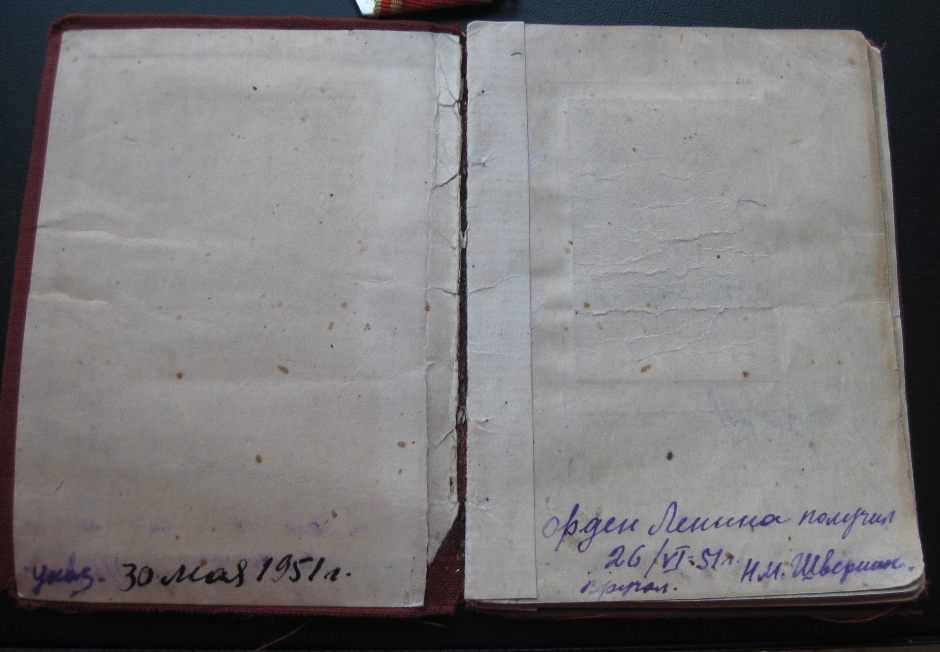 указ. 30 мая 1951 г.
Орден Ленина получил
26/VI-51 г. Н.М. Шверник.